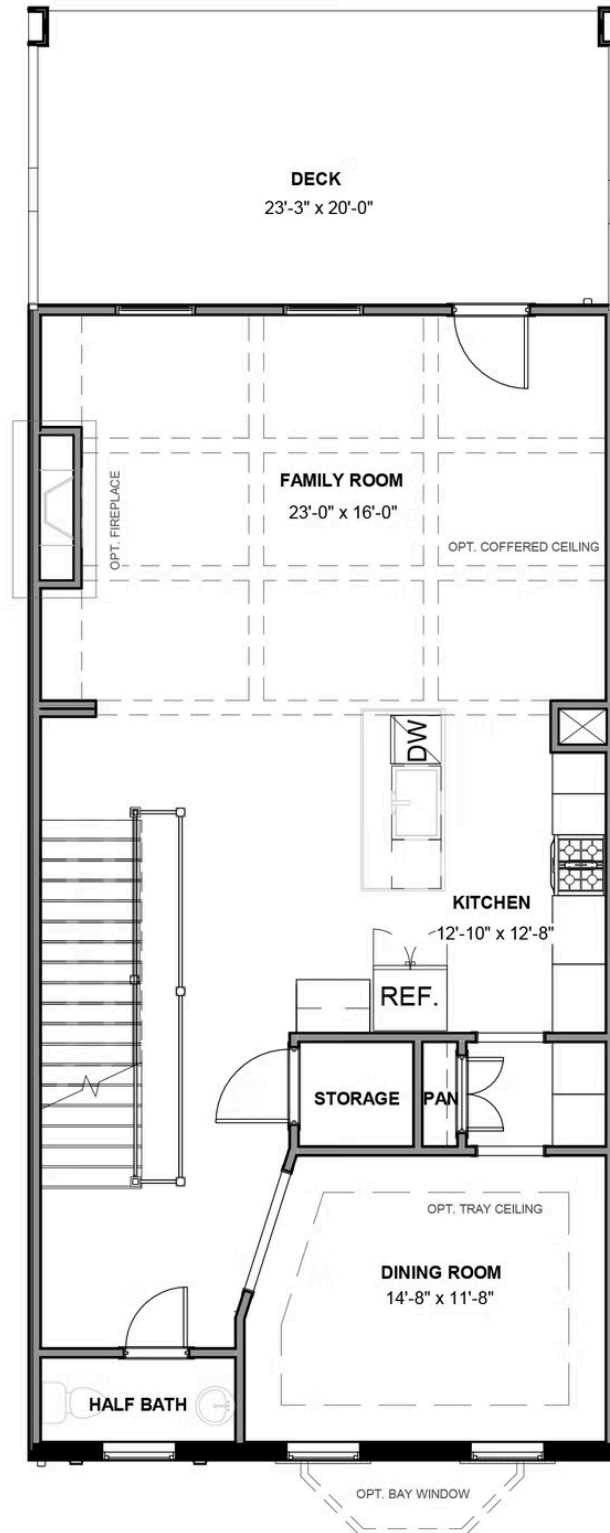 DECK
23'-3" x 20'-0"
FAMILY ROOM
23'-0" x 16'-0"
OPT. FIREPLACE
OPT. COFFERED CEILING
DW
KITCHEN
12'-10" x 12'-8"
REF.
STORAGE
PAN
OPT. TRAY CEILING
DINING ROOM
14'-8" x 11'-8"
HALF BATH
OPT. BAY WINDOW